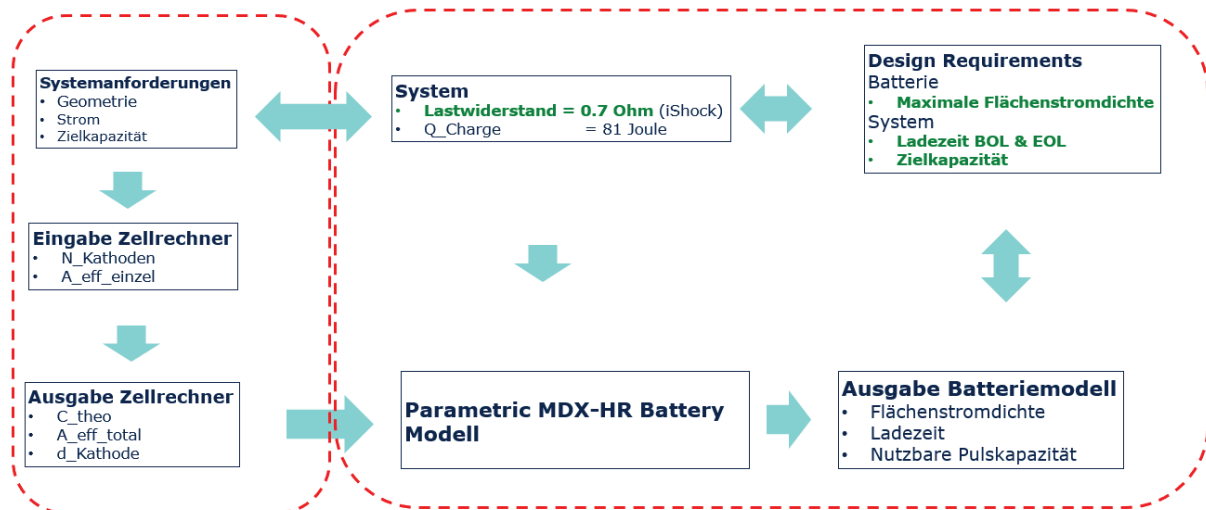 Systemanforderungen
• Geometrie
• Strom
• Zielkapazität
Eingabe Zellrechner
• N_Kathoden
• A_eff_einzel
Ausgabe Zellrechner
• C_theo
• A_eff_total
• d_Kathode
System
• Lastwiderstand = 0.7 Ohm (iShock)
• Q_Charge = 81 Joule
Parametric MDX-HR Battery
Modell
Design Requirements
Batterie
• Maximale Flächenstromdichte
System
• Ladezeit BOL & EOL
• Zielkapazität
Ausgabe Batteriemodell
• Flächenstromdichte
• Ladezeit
• Nutzbare Pulskapazität